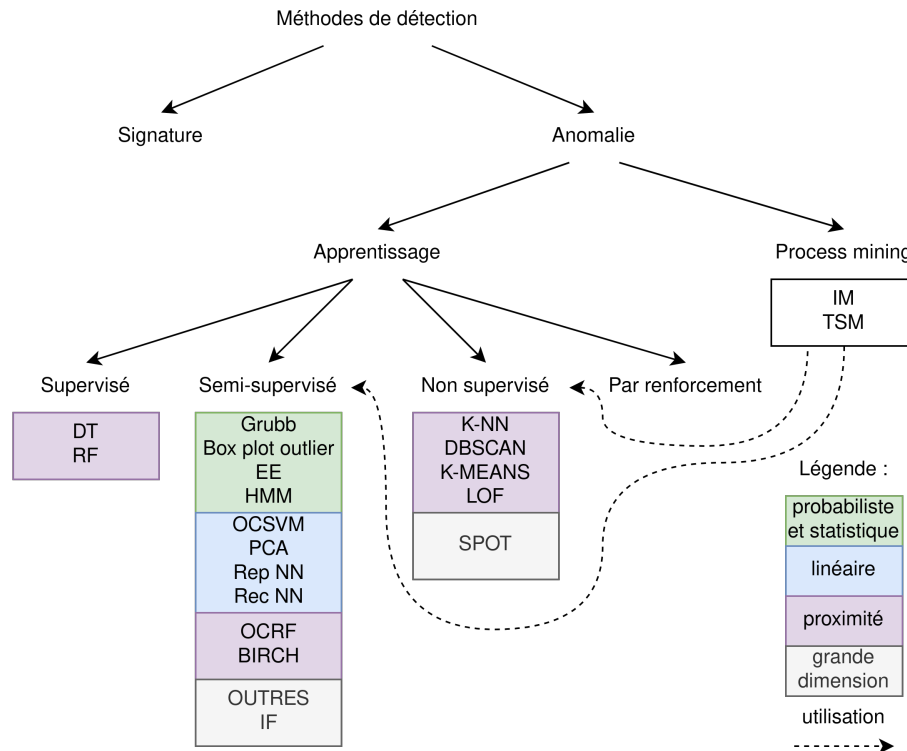 Méthodes de détection
Signature
Anomalie
Apprentissage
Process mining
IM
TSM
Supervisé
Semi-supervisé
Non supervisé
Par renforcement
DT
RF
Grubb
Box plot outlier
EE
HMM
OCSVM
PCA
Rep NN
Rec NN
OCRF
BIRCH
OUTRES
IF
K-NN
DBSCAN
K-MEANS
LOF
SPOT
Légende :
probabiliste
et statistique
linéaire
proximité
grande
dimension
utilisation